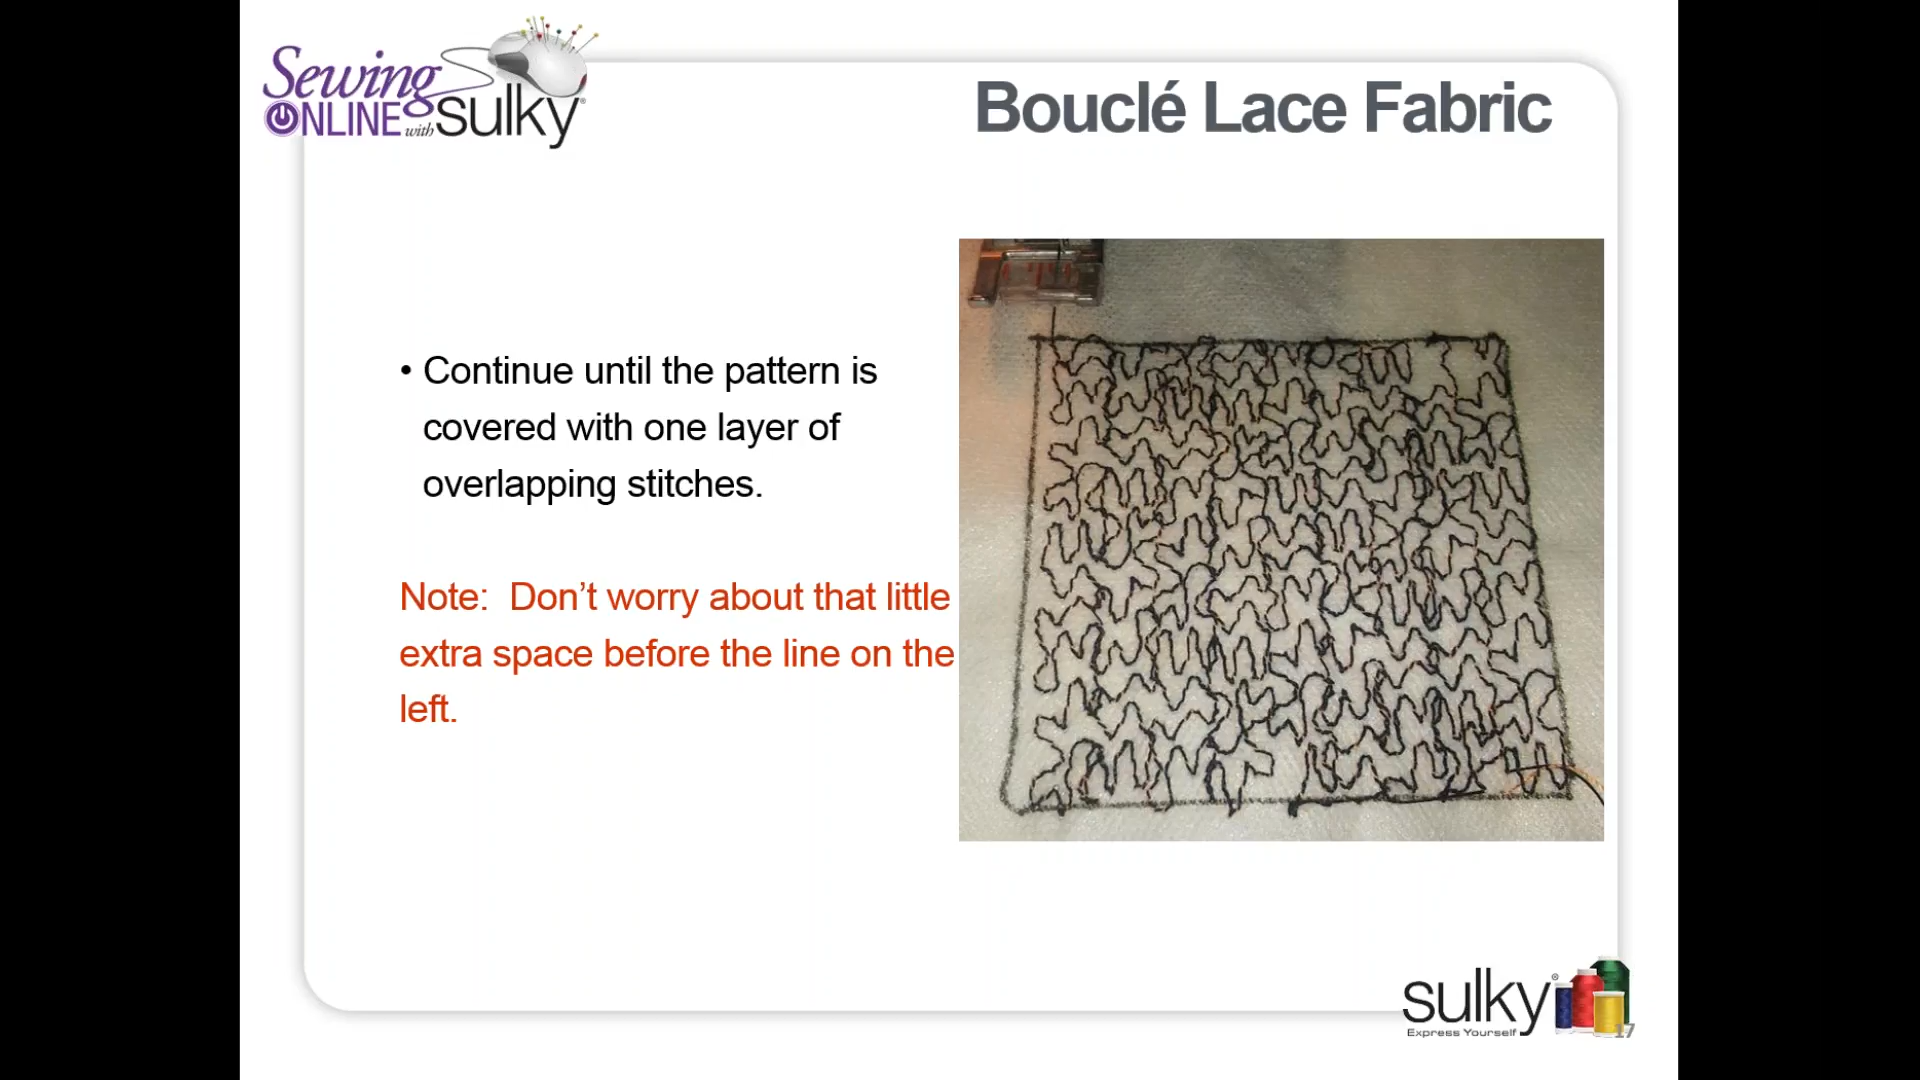 Sewing
ONLINE with sulky®
Bouclé Lace Fabric
• Continue until the pattern is
covered with one layer of
overlapping stitches.
Note: Don’t worry about that little
extra space before the line on the
left.
sulky®
Express Yourself
17